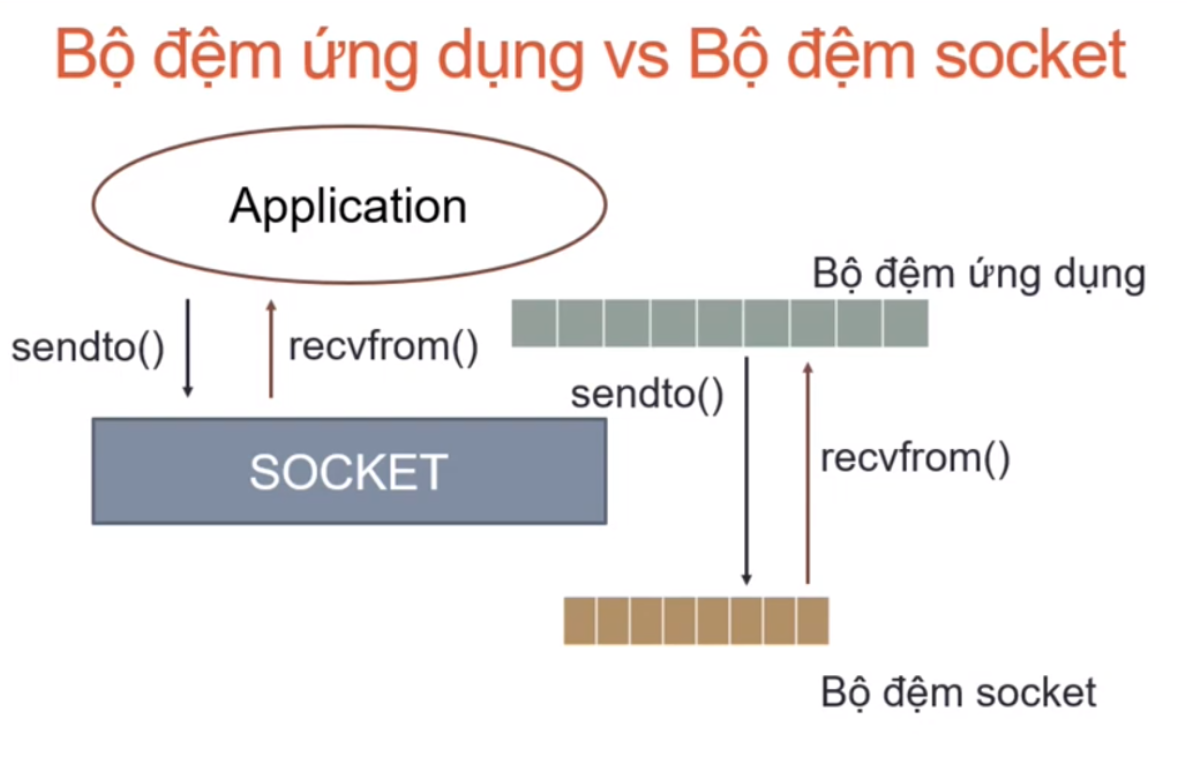 Bộ đệm ứng dụng vs Bộ đệm socket
Application
Bộ đệm ứng dụng
sendto()
recvfrom()
sendto()
recvfrom()
SOCKET
Bộ đệm socket